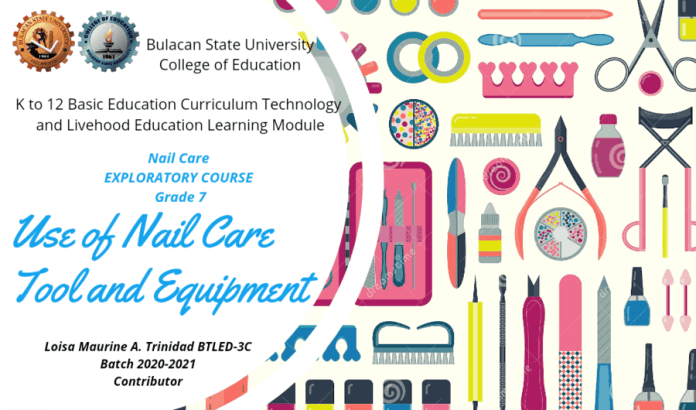 Bulacan State University
College of Education
K to 12 Basic Education Curriculum Technology
and Livehood Education Learning Module
Nail Care
EXPLORATORY COURSE
Grade 7
Use of Nail Care
Tool and Equipment
Loisa Maurine A. Trinidad BTLED-3C
Batch 2020-2021
Contributor